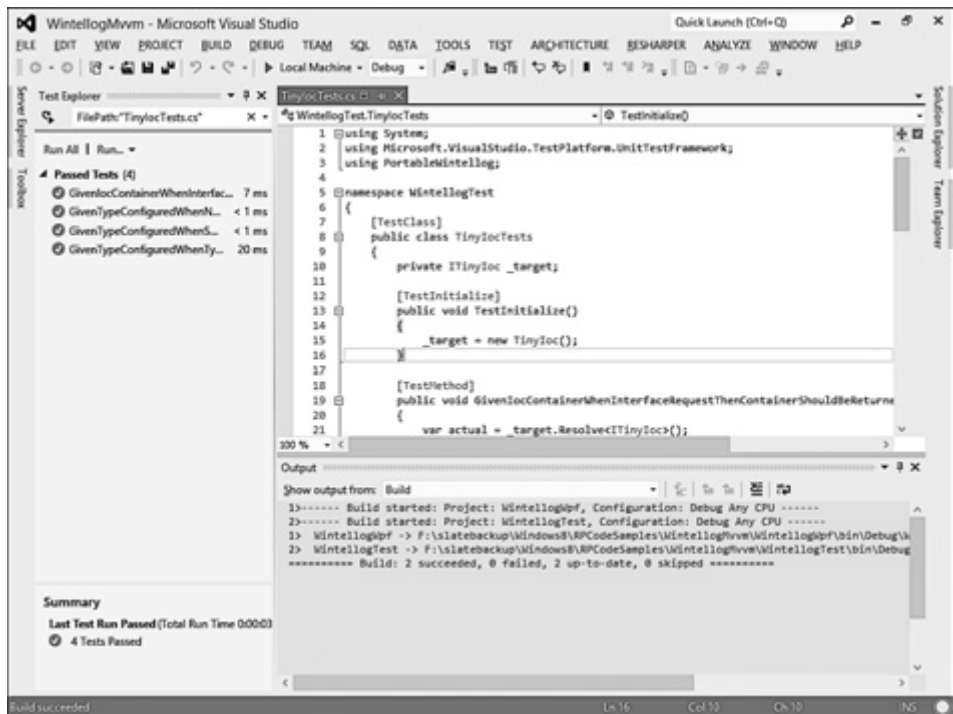 WintellogMvvm - Microsoft Visual Studio
Quick Launch (Ctrl+Q)
FILE EDIT VIEW PROJECT BUILD DEBUG TEAM SQL DATA TOOLS TEST ARCHITECTURE RESHARPER ANALYZE WINDOW HELP
Local Machine Debug
Server Explorer
Toolbox
Test Explorer
FilePath:"TinyIocTests.cs"
Run All | Run...
Passed Tests (4)
GivenIocContainerWhenInterfac... 7 ms
GivenTypeConfiguredWhenN... < 1 ms
GivenTypeConfiguredWhenS... < 1 ms
GivenTypeConfiguredWhenTy... 20 ms
Summary
Last Test Run Passed (Total Run Time 0:00:03
4 Tests Passed
TinyIocTests.cs
WintellogTest.TinyIocTests
TestInitialize()
1 using System;
2 using Microsoft.VisualStudio.TestPlatform.UnitTestFramework;
3 using PortableWintellog;
4
5 namespace WintellogTest
6 {
7 [TestClass]
8 public class TinyIocTests
9 {
10 private ITinyIoc _target;
11
12 [TestInitialize]
13 public void TestInitialize()
14 {
15 _target = new TinyIoc();
16 }
17
18 [TestMethod]
19 public void GivenIocContainerWhenInterfaceRequestThenContainerShouldBeReturne
20 {
21 var actual = _target.Resolve<ITinyIoc>();
100 %
Output
Show output from: Build
1>------ Build started: Project: WintellogWpf, Configuration: Debug Any CPU ------
2>------ Build started: Project: WintellogTest, Configuration: Debug Any CPU ------
1> WintellogWpf -> F:\slatebackup\Windows8\RPCodeSamples\WintellogMvvm\WintellogWpf\bin\Debug\W
2> WintellogTest -> F:\slatebackup\Windows8\RPCodeSamples\WintellogMvvm\WintellogTest\bin\Debug
========== Build: 2 succeeded, 0 failed, 2 up-to-date, 0 skipped ==========
Solution Explorer
Team Explorer
Build succeeded
Ln 16 Col 10 Ch 10 INS